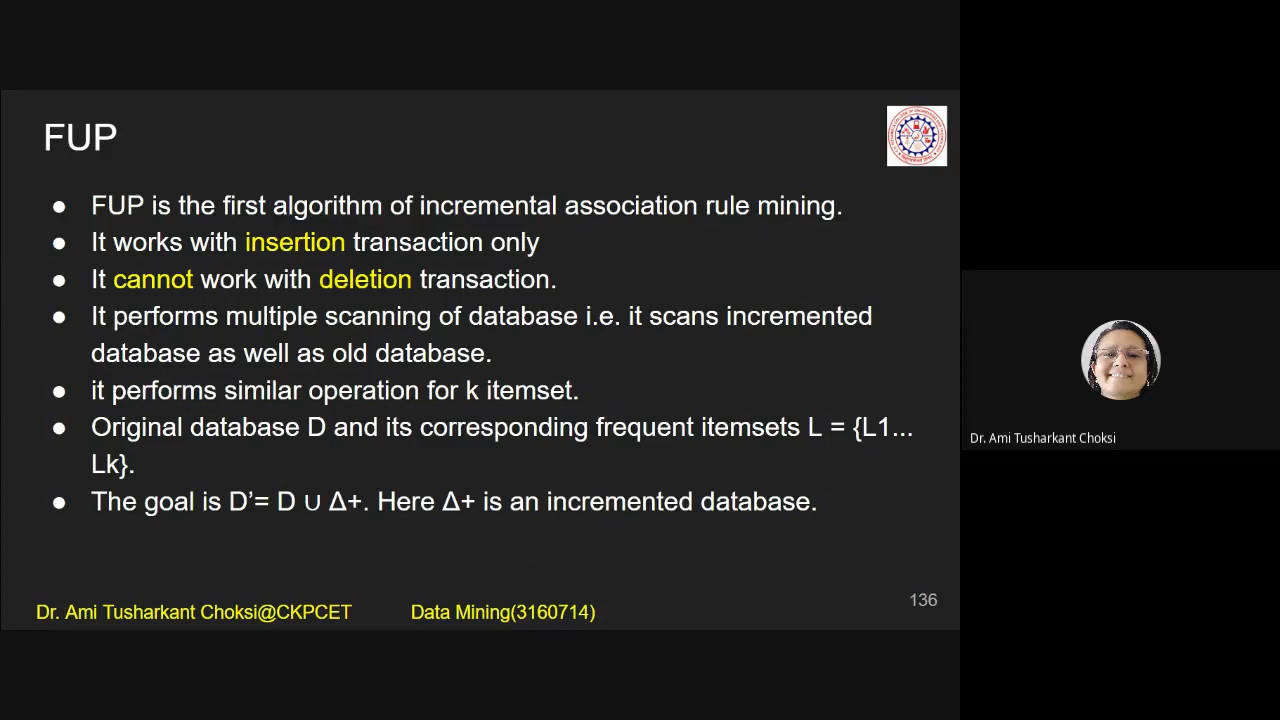 FUP
● FUP is the first algorithm of incremental association rule mining.
● It works with insertion transaction only
● It cannot work with deletion transaction.
● It performs multiple scanning of database i.e. it scans incremented
database as well as old database.
● it performs similar operation for k itemset.
● Original database D and its corresponding frequent itemsets L = {L1...
Lk}.
● The goal is D’= D ∪ Δ+. Here Δ+ is an incremented database.
Dr. Ami Tusharkant Choksi@CKPCET Data Mining(3160714)
136
Dr. Ami Tusharkant Choksi